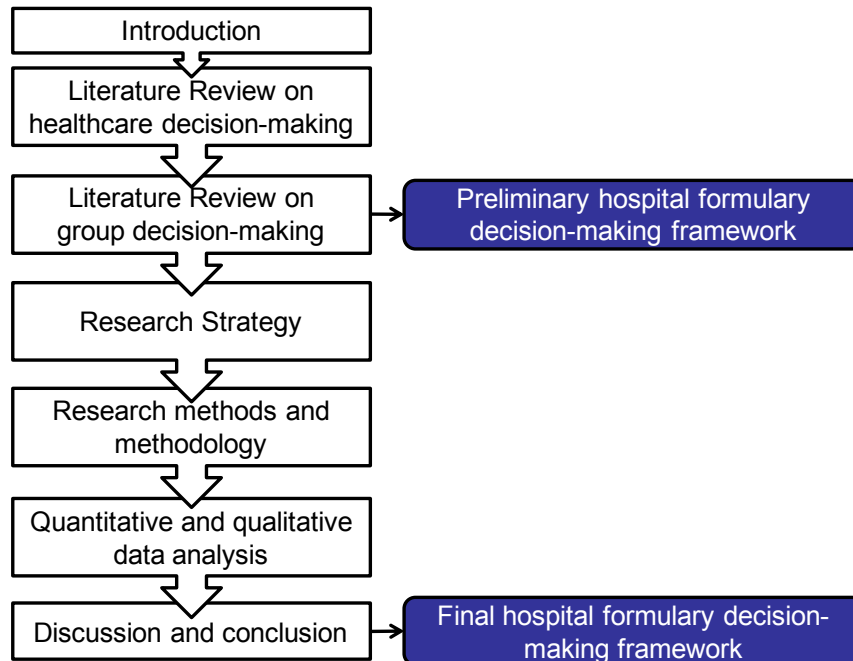 Introduction
Literature Review on
healthcare decision-making
Literature Review on
group decision-making
Preliminary hospital formulary
decision-making framework
Research Strategy
Research methods and
methodology
Quantitative and qualitative
data analysis
Discussion and conclusion
Final hospital formulary decision-
making framework